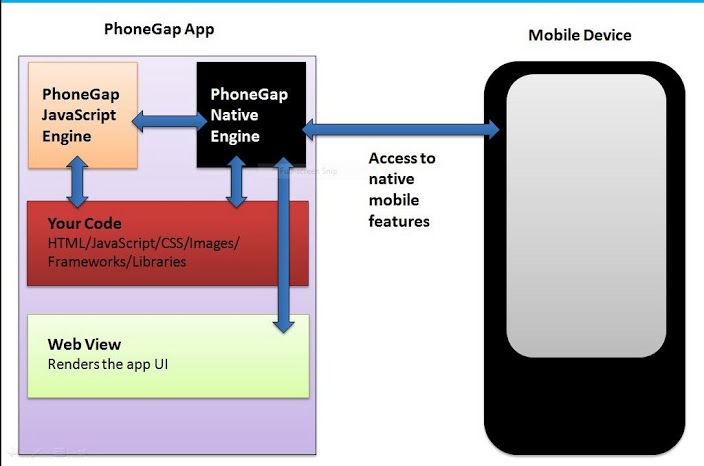 PhoneGap App
Mobile Device
PhoneGap
JavaScript
Engine
PhoneGap
Native
Engine
Access to
native
mobile
features
Your Code
HTML/JavaScript/CSS/Images/
Frameworks/Libraries
Web View
Renders the app UI